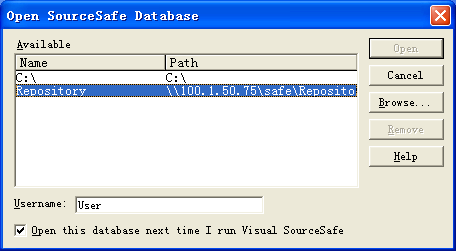 Open SourceSafe Database
Available
Name Path
C:\ C:\
Repository \\100.1.50.75\safe\Reposito
Open
Cancel
Browse...
Remove
Help
Username: User
Open this database next time I run Visual SourceSafe